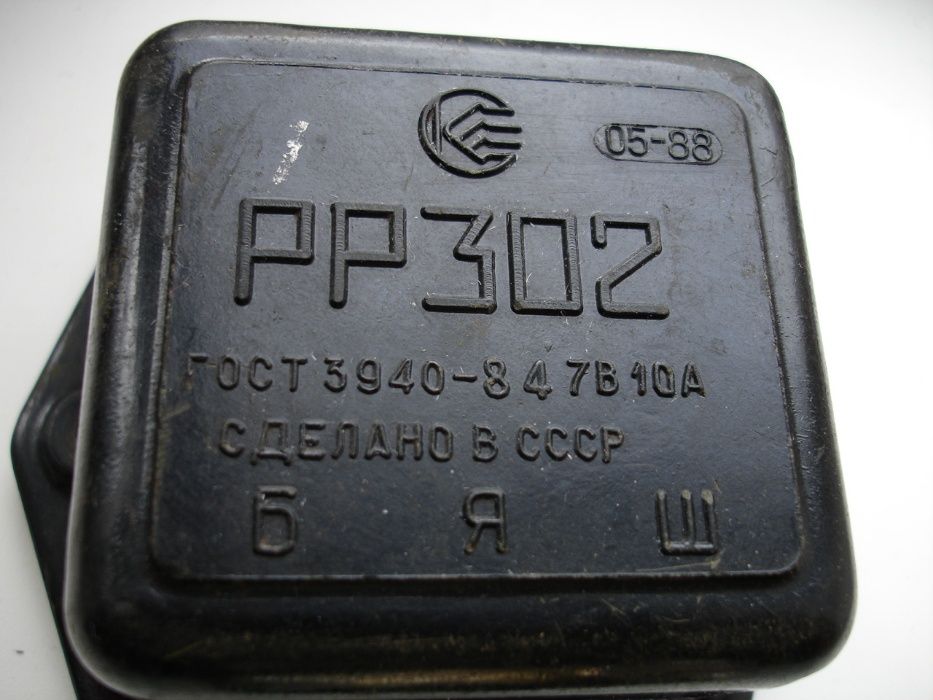 05-88
РР302
ГОСТ 3940-84 7В 10А
СДЕЛАНО В СССР
Б Я Ш